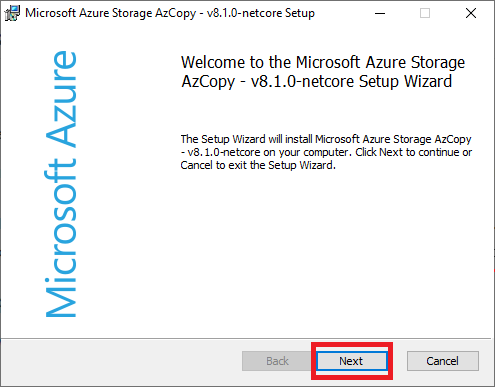 Microsoft Azure Storage AzCopy - v8.1.0-netcore Setup
Microsoft Azure
Welcome to the Microsoft Azure Storage
AzCopy - v8.1.0-netcore Setup Wizard
The Setup Wizard will install Microsoft Azure Storage AzCopy
- v8.1.0-netcore on your computer. Click Next to continue or
Cancel to exit the Setup Wizard.
Back
Next
Cancel